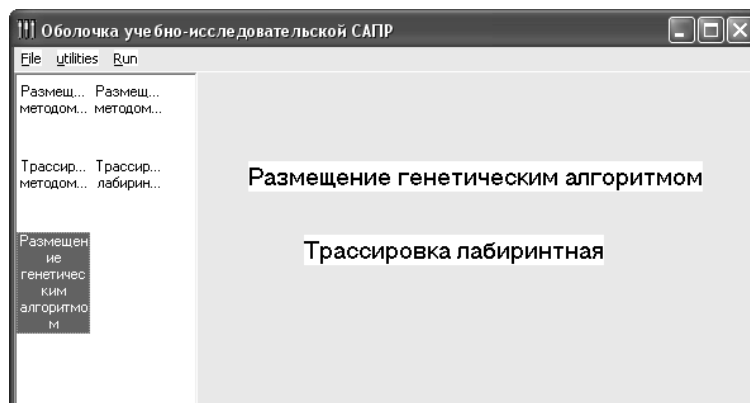 Оболочка учебно-исследовательской САПР
File utilities Run
Размещ... Размещ...
методом... методом...
Трассир... Трассир...
методом... лабирин...
Размещен
ие
генетичес
ким
алгоритмо
м
Размещение генетическим алгоритмом
Трассировка лабиринтная